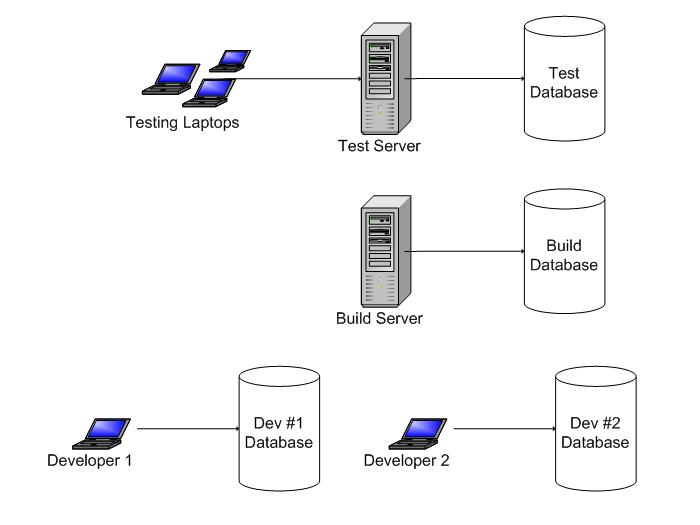 Test
Database
Testing Laptops
Test Server
Build
Database
Build Server
Dev #1
Database
Dev #2
Database
Developer 1
Developer 2